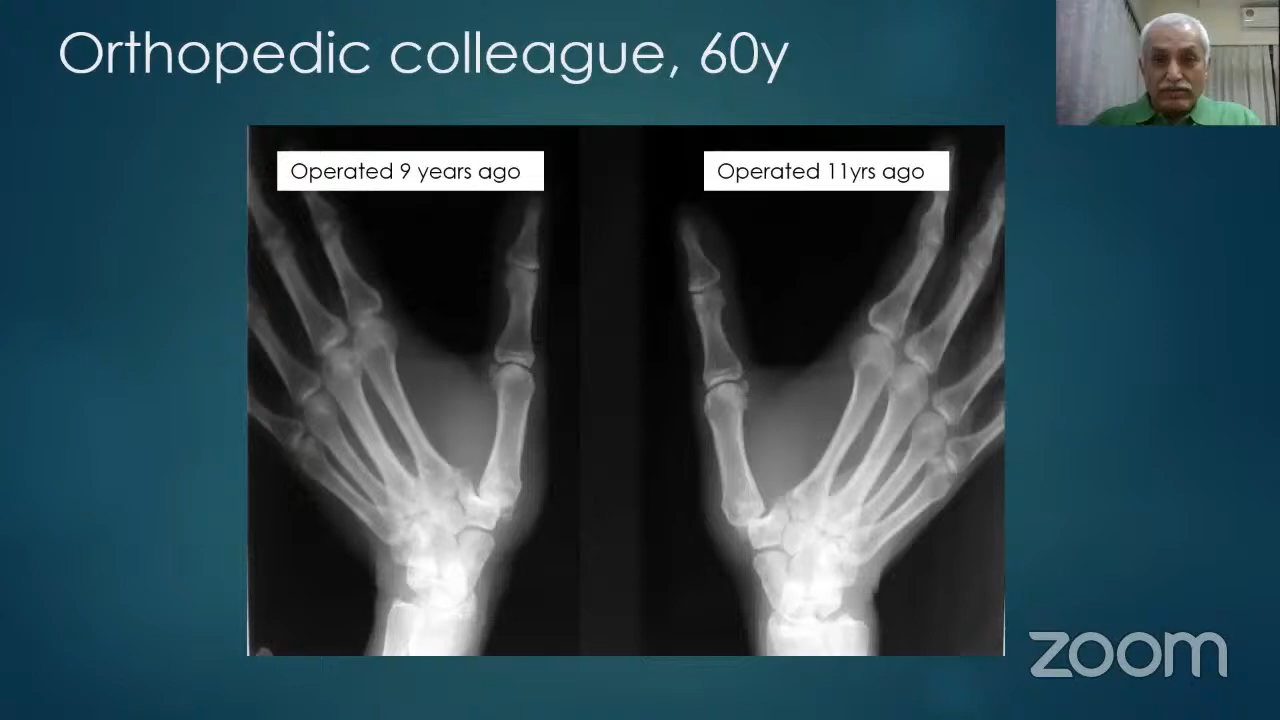 Orthopedic colleague, 60y
Operated 9 years ago
Operated 11yrs ago
zoom